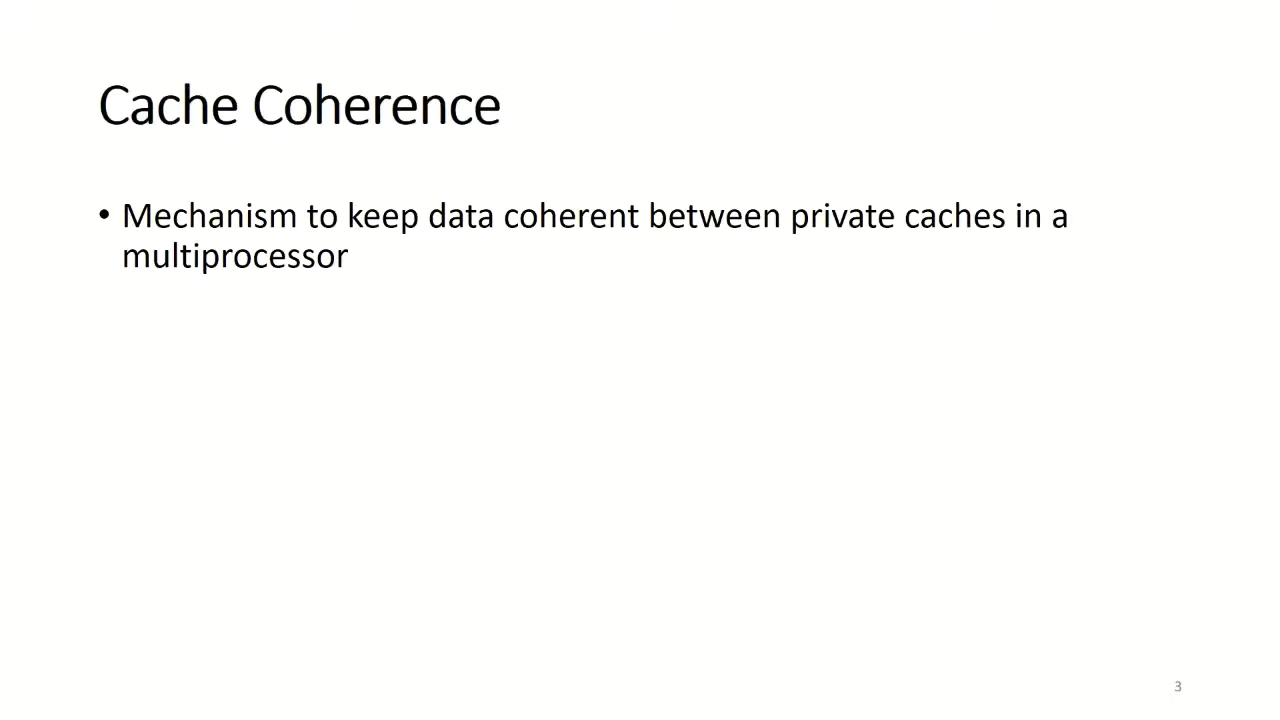 Cache Coherence
• Mechanism to keep data coherent between private caches in a
multiprocessor
3